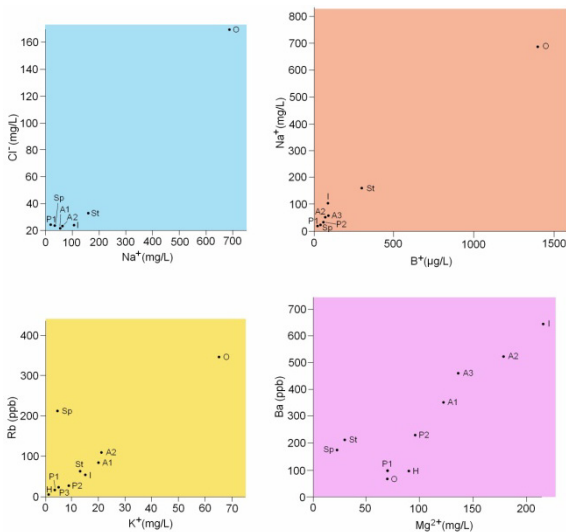 160
140
120
100
80
60
40
20
Cl⁻ (mg/L)
O
Sp
A1
P1
A2
I
St
0 100 200 300 400 500 600 700
Na⁺(mg/L)
800
700
600
500
400
300
200
100
0
Na⁺(mg/L)
O
St
I
A2
A3
P1
P2
Sp
0 500 1000 1500
B⁺(µg/L)
400
300
200
100
0
Rb (ppb)
O
Sp
A2
St
A1
P1
I
H
P2
P3
0 10 20 30 40 50 60 70
K⁺(mg/L)
800
700
600
500
400
300
200
100
0
Ba (ppb)
I
A2
A3
A1
P2
St
Sp
P1
H
O
0 50 100 150 200
Mg²⁺(mg/L)